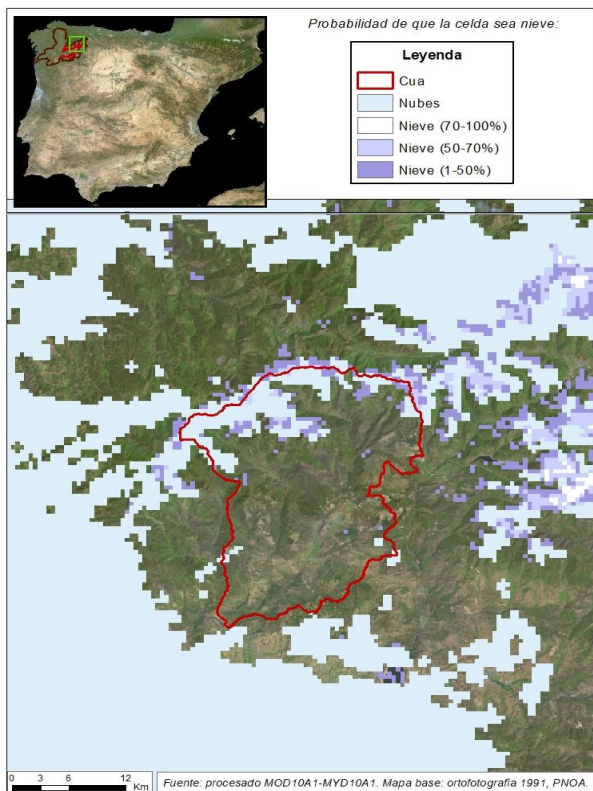 Probabilidad de que la celda sea nieve:
Leyenda
Cua
Nubes
Nieve (70-100%)
Nieve (50-70%)
Nieve (1-50%)
0 3 6 12
Km
Fuente: procesado MOD10A1-MYD10A1. Mapa base: ortofotografia 1991, PNOA.